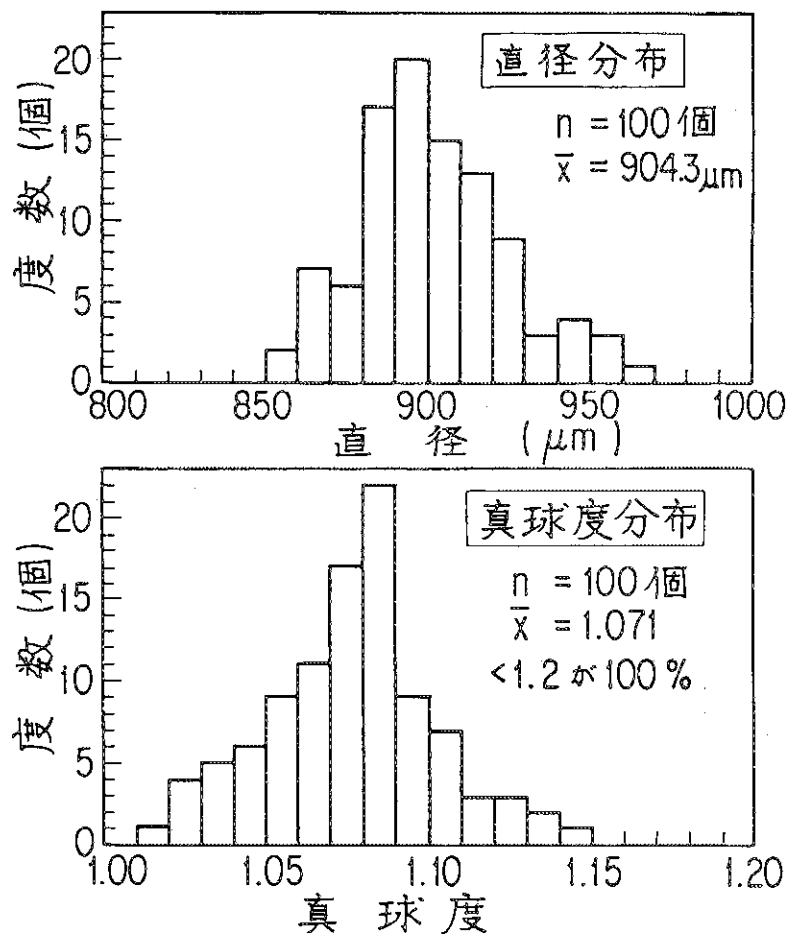 直径分布
n = 100個
x̄ = 904.3μm
度数(個)
20
15
10
5
0
800 850 900 950 1000
直径 (μm)
真球度分布
n = 100個
x̄ = 1.071
<1.2が100%
度数(個)
20
15
10
5
0
1.00 1.05 1.10 1.15 1.20
真球度